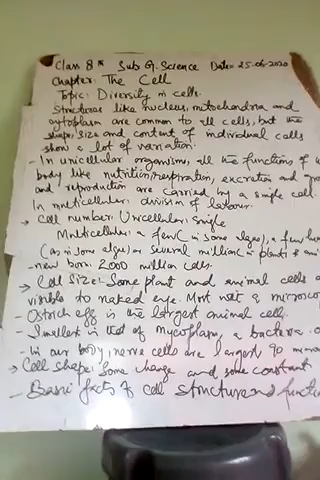 Class 8th Sub G. Science Date= 25-06-2020
Chapter: The Cell
Topic: Diversity in cells.
Structures like nucleus, mitochondria and
cytoplasm are common to all cells, but the
shape, size and content of individual cells
show a lot of variation.
- In unicellular organisms, all the functions of
body like nutrition, respiration, excretion and
and reproduction are carried by a single cell.
In multicellular: division of labour.
→ Cell number: Unicellular: single
Multicellular: a few (in some algae), a few
(as in some algae) or several million in plants &
- new born: 2000 million cells.
→ Cell Size: Some plant and animal cells
visible to naked eye. Most not a
- Ostrich egg is the largest animal cell.
- Smallest is that of mycoplasm, a bacteria.
- In our body, nerve cells are largest, 90
→ Cell shape: Some change and some constant
- Basic facts of cell structure and